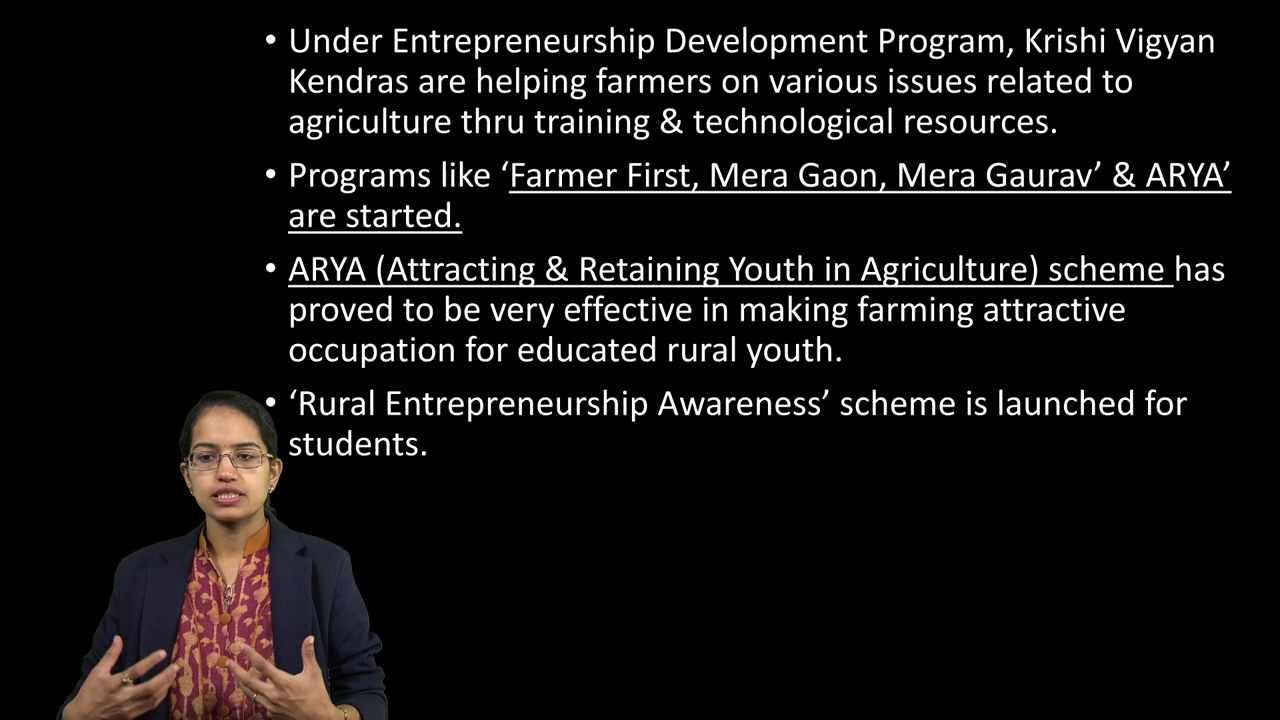 • Under Entrepreneurship Development Program, Krishi Vigyan
Kendras are helping farmers on various issues related to
agriculture thru training & technological resources.
• Programs like ‘Farmer First, Mera Gaon, Mera Gaurav’ & ARYA’
are started.
• ARYA (Attracting & Retaining Youth in Agriculture) scheme has
proved to be very effective in making farming attractive
occupation for educated rural youth.
• ‘Rural Entrepreneurship Awareness’ scheme is launched for
students.